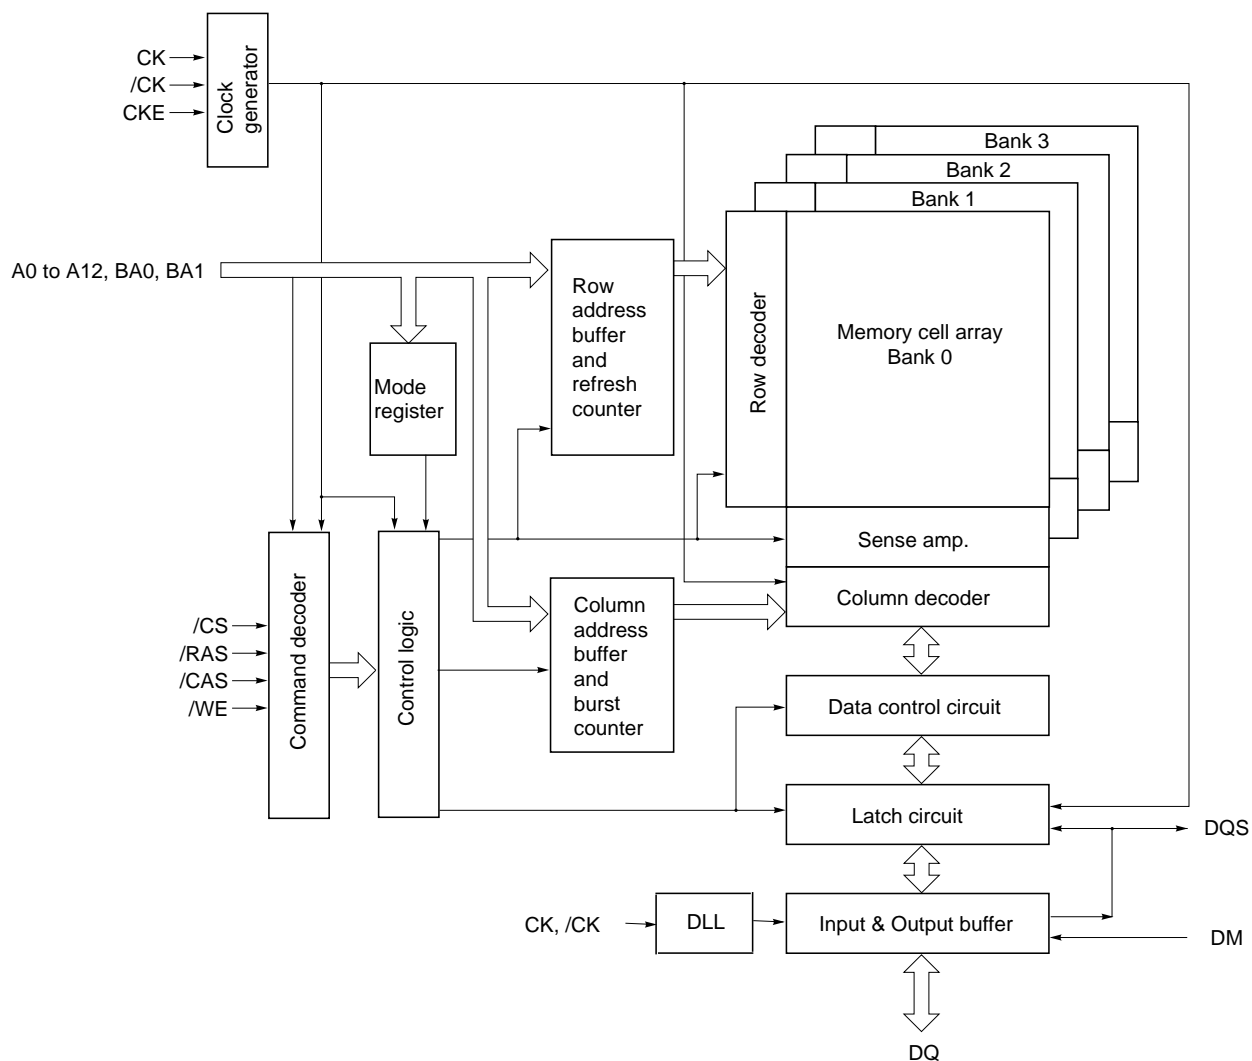 CK
/CK
CKE
Clock
generator
Bank 3
Bank 2
Bank 1
A0 to A12, BA0, BA1
Row
address
buffer
and
refresh
counter
Row decoder
Memory cell array
Bank 0
Mode
register
Sense amp.
Column decoder
/CS
/RAS
/CAS
/WE
Command decoder
Control logic
Column
address
buffer
and
burst
counter
Data control circuit
Latch circuit
DQS
CK, /CK
DLL
Input & Output buffer
DM
DQ